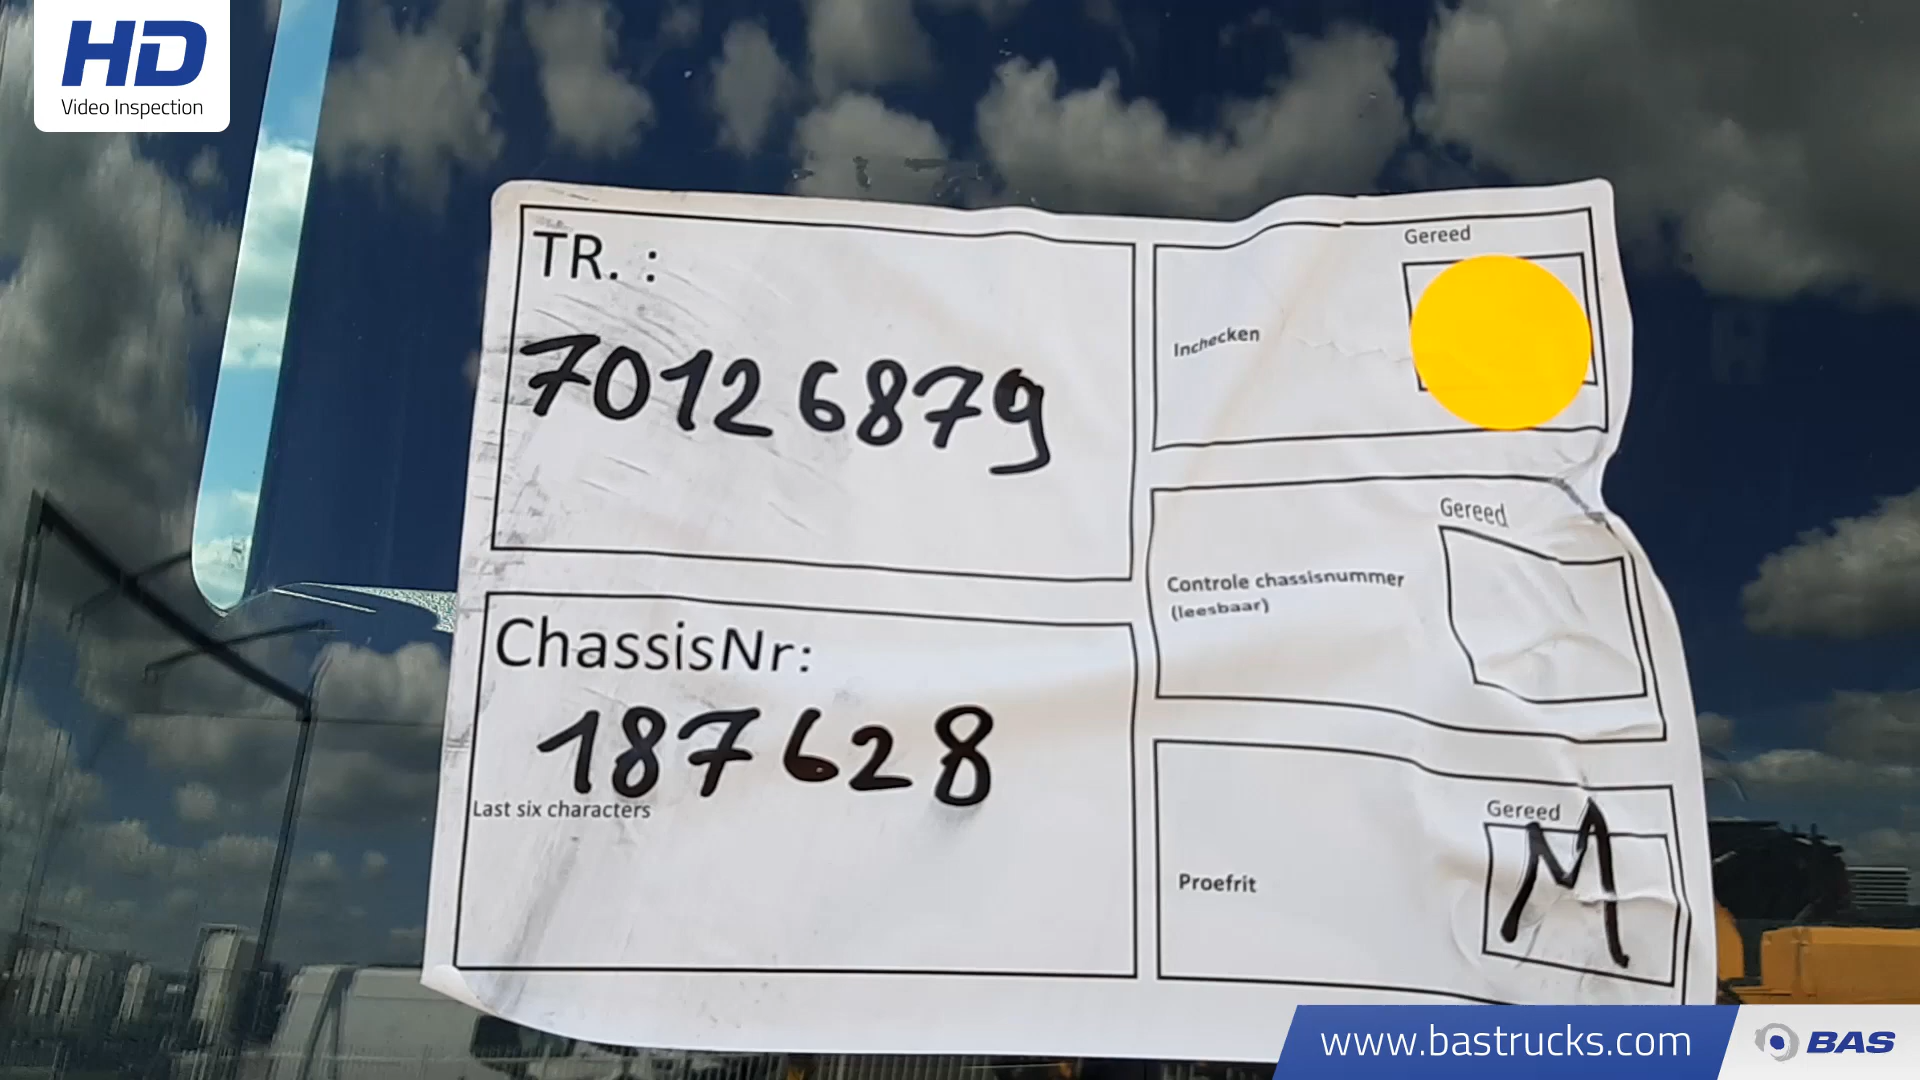 HD
Video Inspection
TR. :
70126879
ChassisNr:
187628
Last six characters
Gereed
Inchecken
Gereed
Controle chassisnummer
(leesbaar)
Gereed
M
Proefrit
www.bastrucks.com
BAS